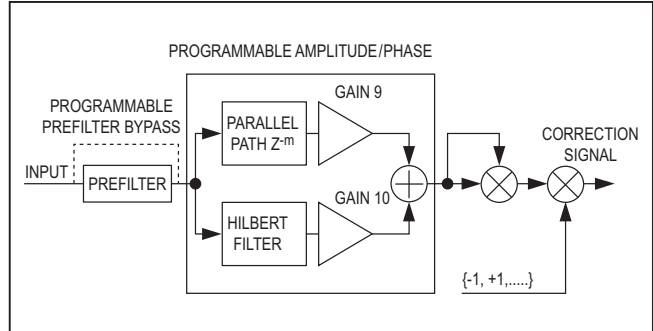 PROGRAMMABLE AMPLITUDE/PHASE
PROGRAMMABLE
PREFILTER BYPASS
INPUT
PREFILTER
PARALLEL
PATH Z-m
GAIN 9
HILBERT
FILTER
GAIN 10
CORRECTION
SIGNAL
{-1, +1,.....}